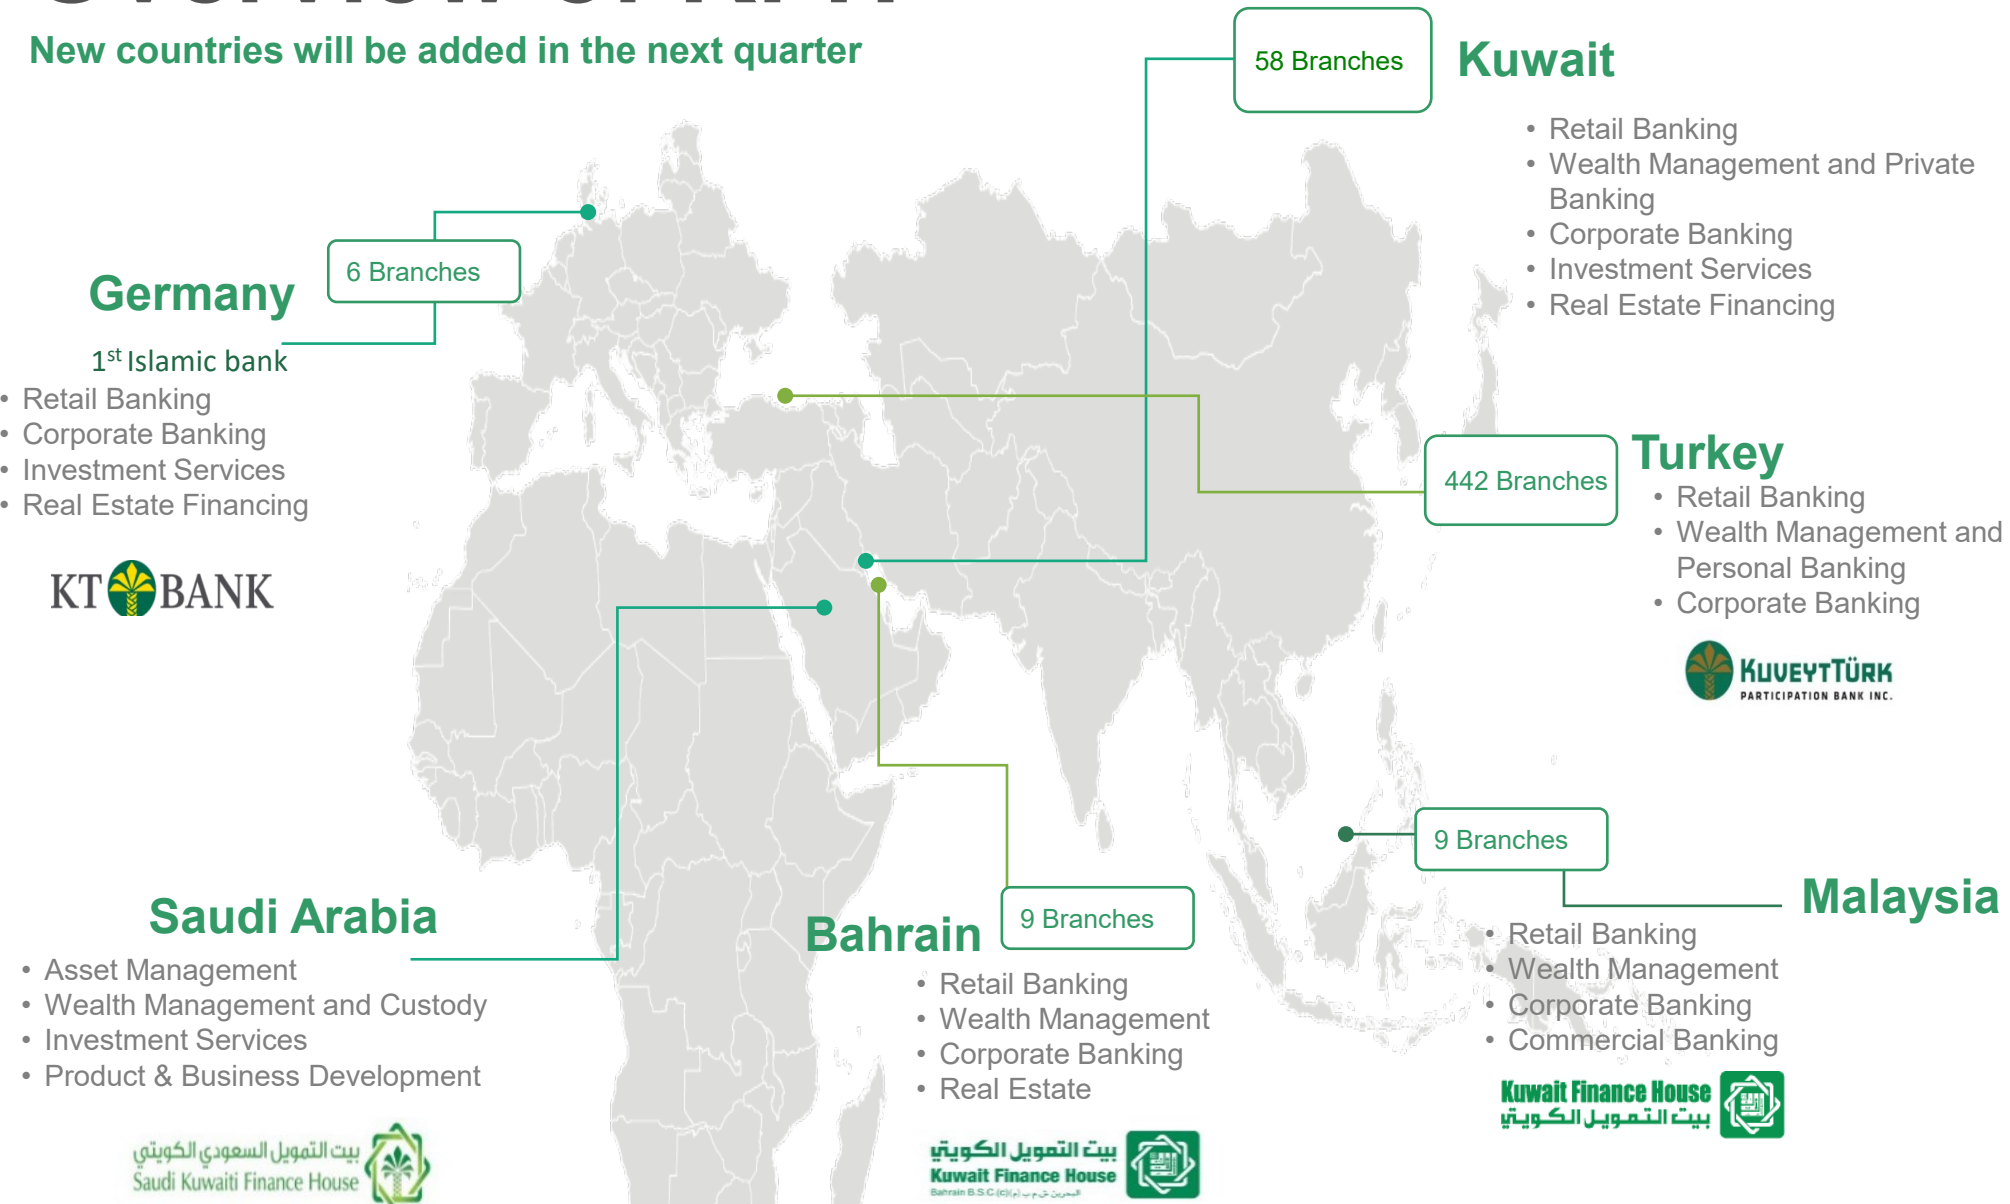 New countries will be added in the next quarter
58 Branches
Kuwait
• Retail Banking
• Wealth Management and Private
Banking
• Corporate Banking
• Investment Services
• Real Estate Financing
6 Branches
Germany
1st Islamic bank
• Retail Banking
• Corporate Banking
• Investment Services
• Real Estate Financing
KT BANK
442 Branches
Turkey
• Retail Banking
• Wealth Management and
Personal Banking
• Corporate Banking
KUVEYTTÜRK
PARTICIPATION BANK INC.
9 Branches
Malaysia
• Retail Banking
• Wealth Management
• Corporate Banking
• Commercial Banking
Kuwait Finance House
بيت التمويل الكويتي
Saudi Arabia
• Asset Management
• Wealth Management and Custody
• Investment Services
• Product & Business Development
بيت التمويل السعودي الكويتي
Saudi Kuwaiti Finance House
Bahrain
9 Branches
• Retail Banking
• Wealth Management
• Corporate Banking
• Real Estate
بيت التمويل الكويتي
Kuwait Finance House
Bahrain B.S.C.(c) البحرين ش.م.ب (م)